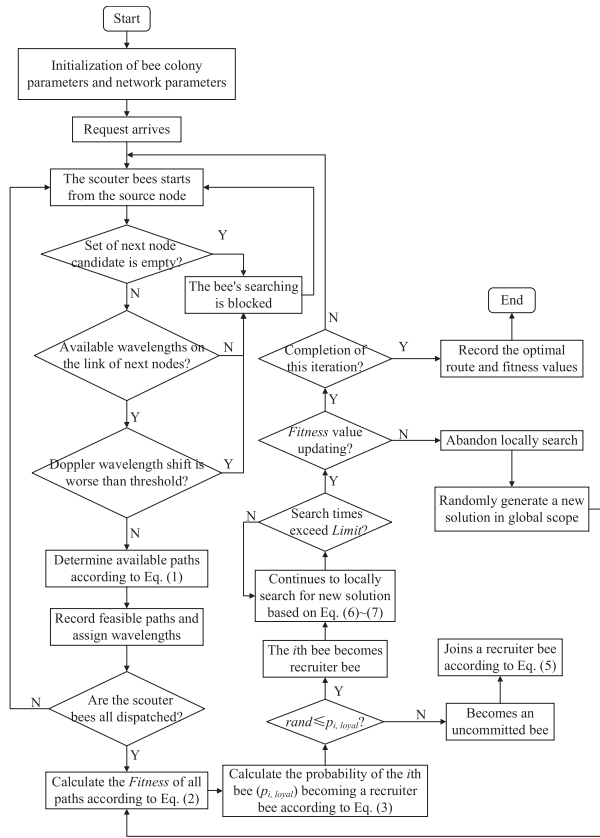 Start
Initialization of bee colony
parameters and network parameters
Request arrives
The scouter bees starts
from the source node
Set of next node
candidate is empty?
Y
N
The bee's searching
is blocked
Available wavelengths on
the link of next nodes?
N
Y
Doppler wavelength shift is
worse than threshold?
Y
N
Determine available paths
according to Eq. (1)
Record feasible paths and
assign wavelengths
Are the scouter
bees all dispatched?
N
Y
Calculate the Fitness of all
paths according to Eq. (2)
Calculate the probability of the ith
bee (pi, loyal) becoming a recruiter
bee according to Eq. (3)
rand≤pi, loyal?
Y
N
Becomes an
uncommitted bee
Joins a recruiter bee
according to Eq. (5)
The ith bee becomes
recruiter bee
Continues to locally
search for new solution
based on Eq. (6)~(7)
Search times
exceed Limit?
N
Y
Fitness value
updating?
N
Y
Abandon locally search
Randomly generate a new
solution in global scope
Completion of
this iteration?
N
Y
Record the optimal
route and fitness values
End